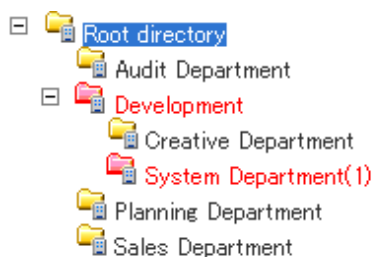 Root directory
Audit Department
Development
Creative Department
System Department(1)
Planning Department
Sales Department